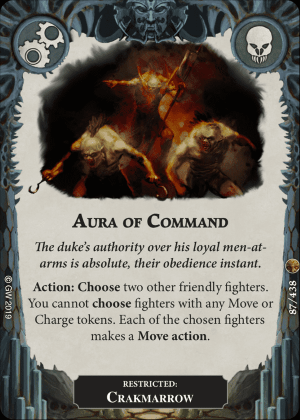 AURA OF COMMAND
The duke's authority over his loyal men-at-
arms is absolute, their obedience instant.
Action: Choose two other friendly fighters.
You cannot choose fighters with any Move or
Charge tokens. Each of the chosen fighters
makes a Move action.
RESTRICTED:
CRAKMARROW
© GW 2019
87/438